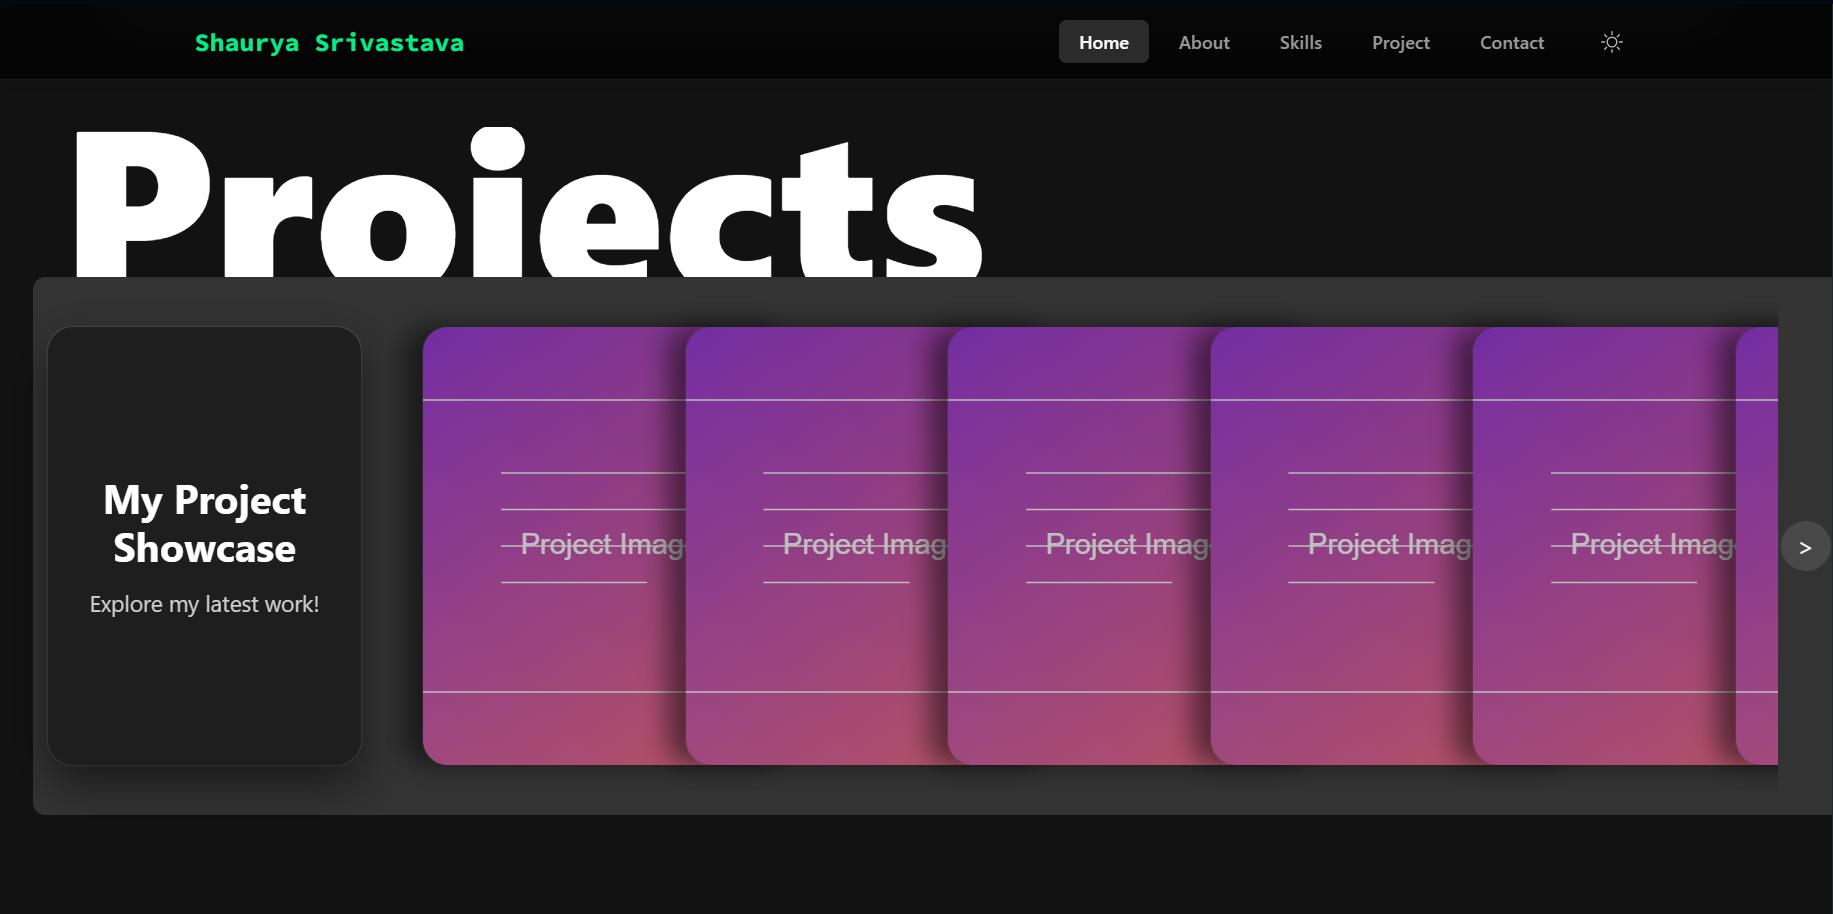 Shaurya Srivastava
Home About Skills Project Contact
Projects
My Project
Showcase
Explore my latest work!
Project Imag
Project Imag
Project Imag
Project Imag
Project Imag
>